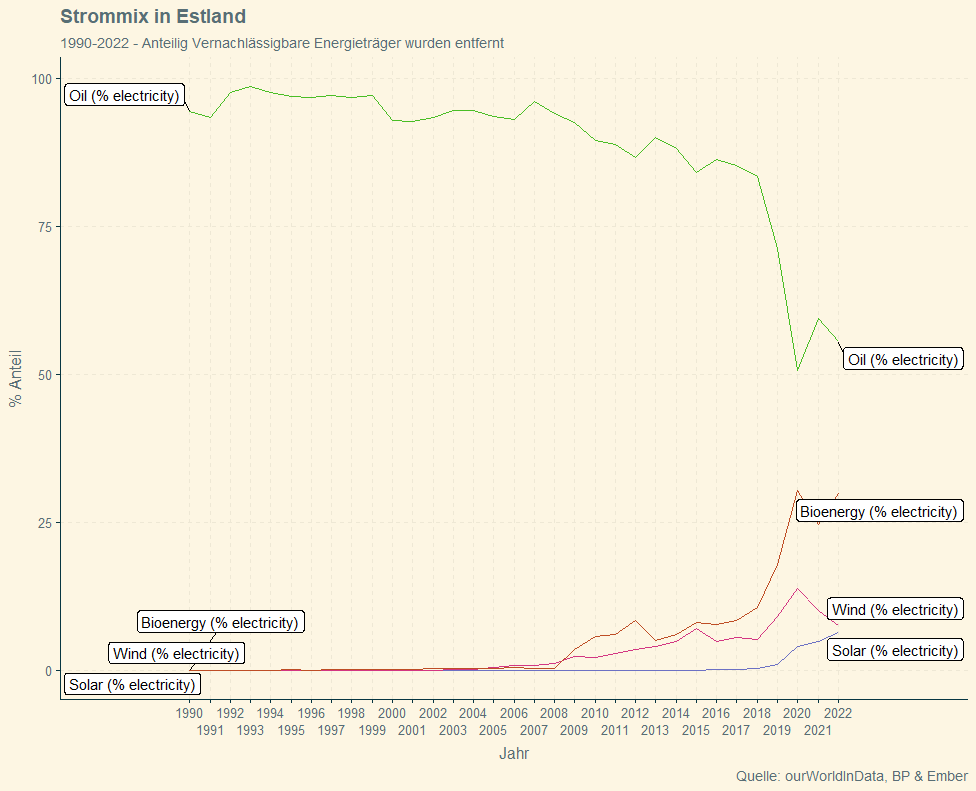 Strommix in Estland
1990-2022 - Anteilig Vernachlässigbare Energieträger wurden entfernt
100
Oil (% electricity)
75
% Anteil
50
Oil (% electricity)
25
Bioenergy (% electricity)
Bioenergy (% electricity)
Wind (% electricity)
Wind (% electricity)
Solar (% electricity)
0
Solar (% electricity)
1990 1992 1994 1996 1998 2000 2002 2004 2006 2008 2010 2012 2014 2016 2018 2020 2022
1991 1993 1995 1997 1999 2001 2003 2005 2007 2009 2011 2013 2015 2017 2019 2021
Jahr
Quelle: ourWorldInData, BP & Ember